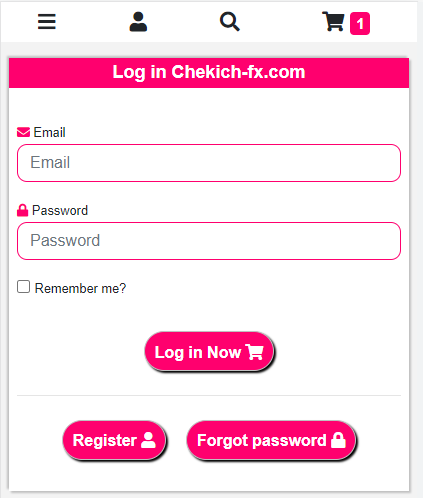 1
Log in Chekich-fx.com
Email
Email
Password
Password
Remember me?
Log in Now
Register
Forgot password